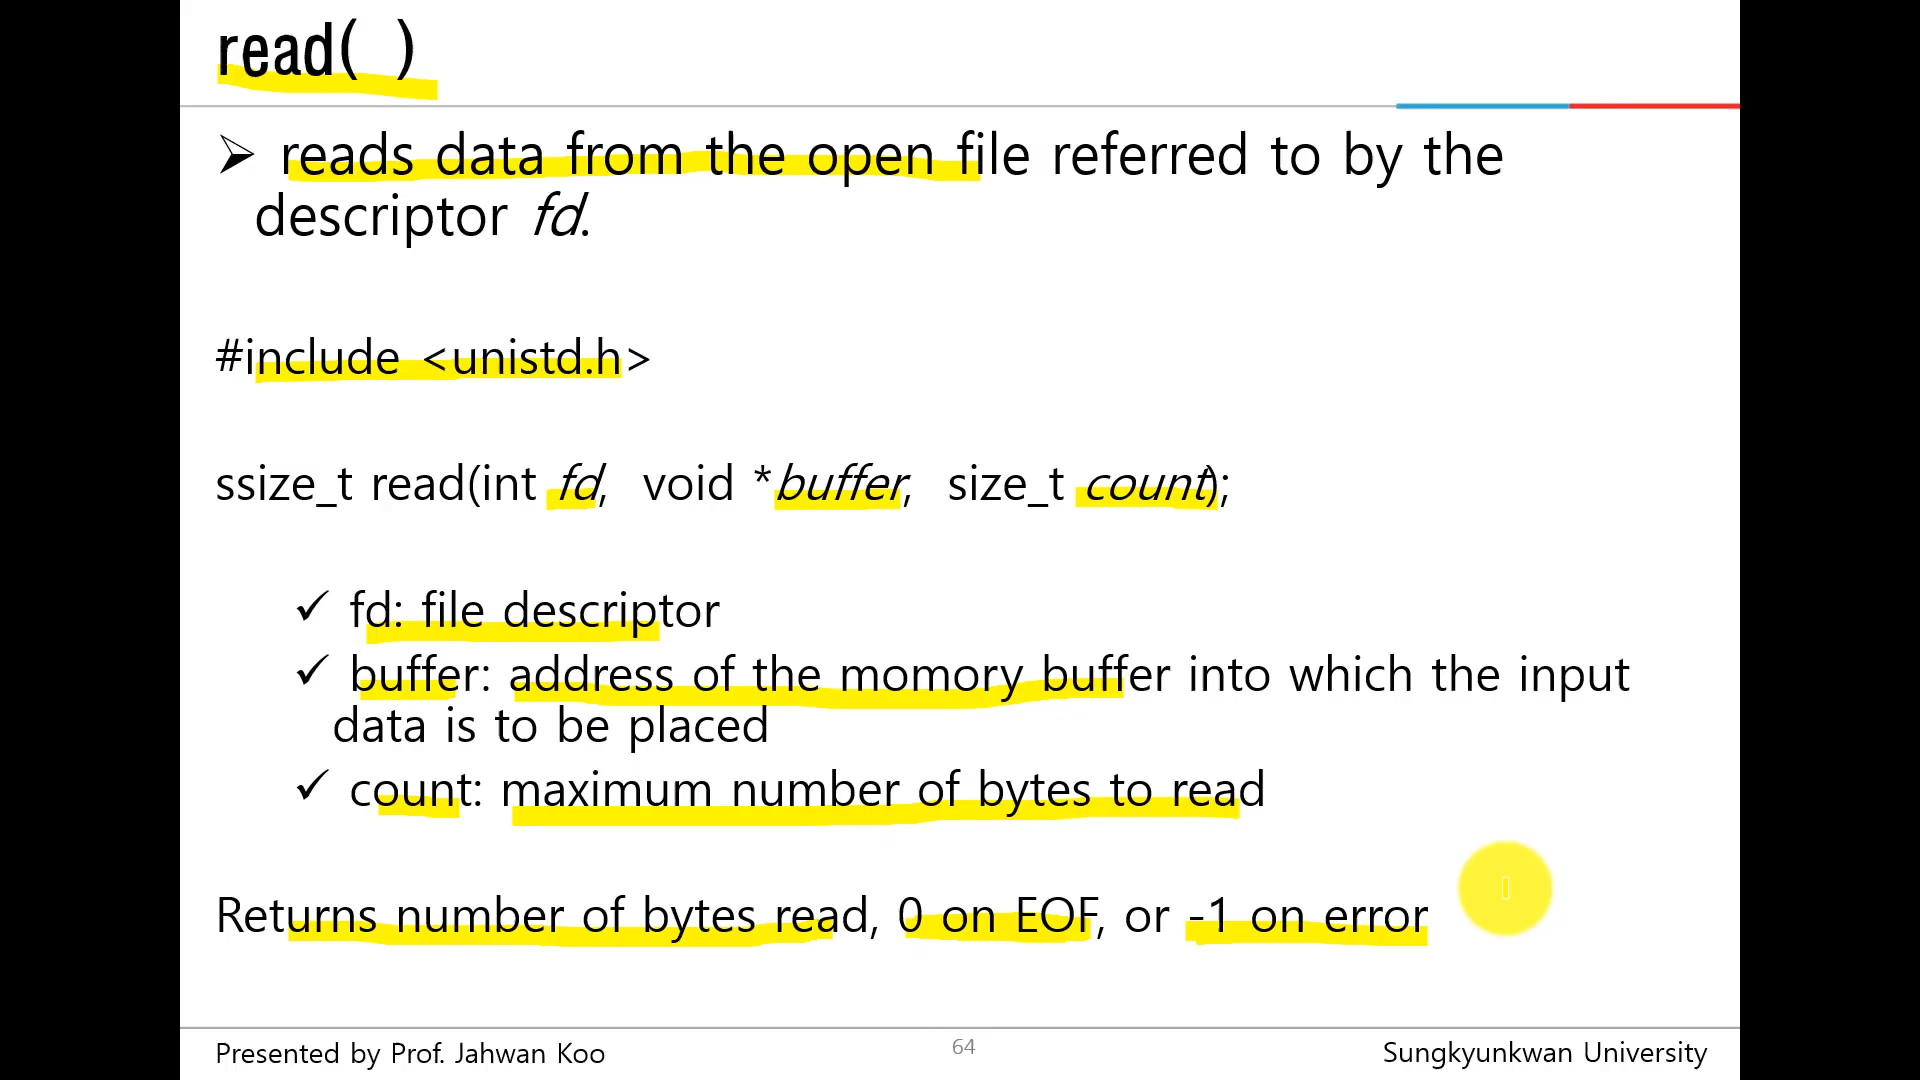 read( )
➢ reads data from the open file referred to by the
descriptor fd.
#include <unistd.h>
ssize_t read(int fd, void *buffer, size_t count);
✓ fd: file descriptor
✓ buffer: address of the momory buffer into which the input
data is to be placed
✓ count: maximum number of bytes to read
Returns number of bytes read, 0 on EOF, or -1 on error
Presented by Prof. Jahwan Koo
64
Sungkyunkwan University